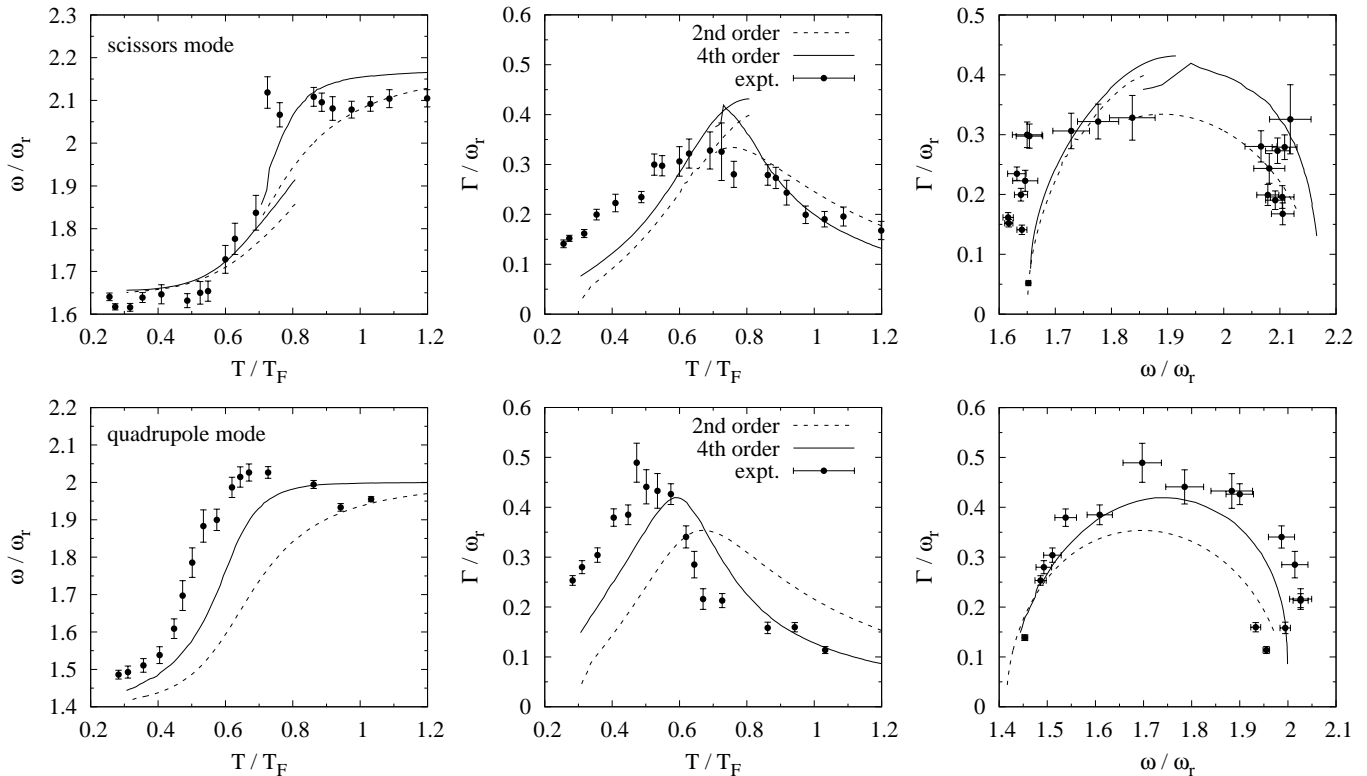 2.3
2.2
2.1
2
1.9
1.8
1.7
1.6
0.2 0.4 0.6 0.8 1 1.2
ω / ω_r
T / T_F
scissors mode
0.6
0.5
0.4
0.3
0.2
0.1
0
0.2 0.4 0.6 0.8 1 1.2
Γ / ω_r
T / T_F
2nd order
4th order
expt.
0.5
0.4
0.3
0.2
0.1
0
1.6 1.7 1.8 1.9 2 2.1 2.2
Γ / ω_r
ω / ω_r
2.2
2.1
2
1.9
1.8
1.7
1.6
1.5
1.4
0.2 0.4 0.6 0.8 1 1.2
ω / ω_r
T / T_F
quadrupole mode
0.6
0.5
0.4
0.3
0.2
0.1
0
0.2 0.4 0.6 0.8 1 1.2
Γ / ω_r
T / T_F
2nd order
4th order
expt.
0.6
0.5
0.4
0.3
0.2
0.1
0
1.4 1.5 1.6 1.7 1.8 1.9 2 2.1
Γ / ω_r
ω / ω_r